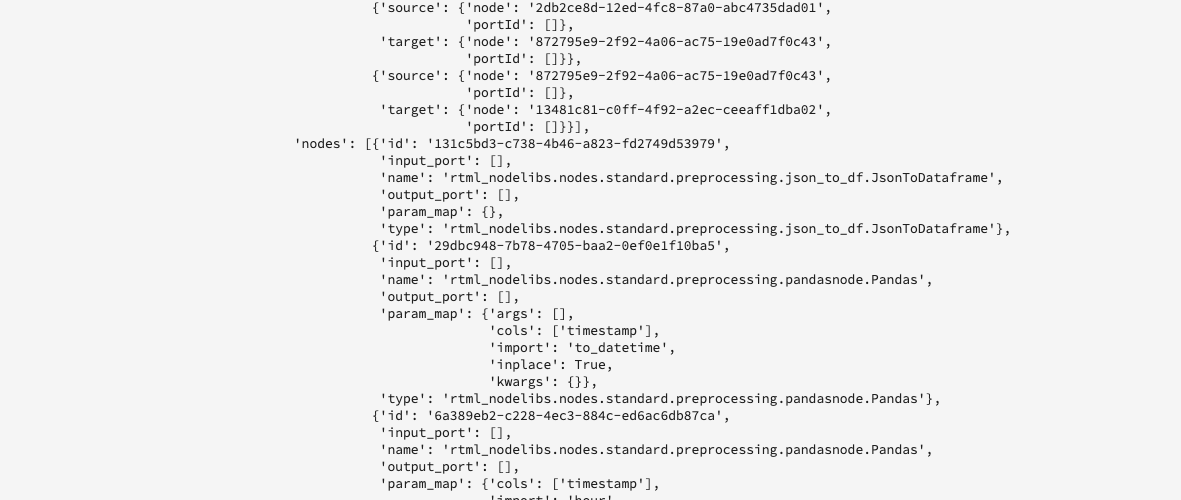 {'source': {'node': '2db2ce8d-12ed-4fc8-87a0-abc4735dad01',
'portId': []},
'target': {'node': '872795e9-2f92-4a06-ac75-19e0ad7f0c43',
'portId': []}},
{'source': {'node': '872795e9-2f92-4a06-ac75-19e0ad7f0c43',
'portId': []},
'target': {'node': '13481c81-c0ff-4f92-a2ec-ceeaff1dba02',
'portId': []}}],
'nodes': [{'id': '131c5bd3-c738-4b46-a823-fd2749d53979',
'input_port': [],
'name': 'rtml_nodelibs.nodes.standard.preprocessing.json_to_df.JsonToDataframe',
'output_port': [],
'param_map': {},
'type': 'rtml_nodelibs.nodes.standard.preprocessing.json_to_df.JsonToDataframe'},
{'id': '29dbc948-7b78-4705-baa2-0ef0e1f10ba5',
'input_port': [],
'name': 'rtml_nodelibs.nodes.standard.preprocessing.pandasnode.Pandas',
'output_port': [],
'param_map': {'args': [],
'cols': ['timestamp'],
'import': 'to_datetime',
'inplace': True,
'kwargs': {}},
'type': 'rtml_nodelibs.nodes.standard.preprocessing.pandasnode.Pandas'},
{'id': '6a389eb2-c228-4ec3-884c-ed6ac6db87ca',
'input_port': [],
'name': 'rtml_nodelibs.nodes.standard.preprocessing.pandasnode.Pandas',
'output_port': [],
'param_map': {'cols': ['timestamp'],
'import': 'hour',